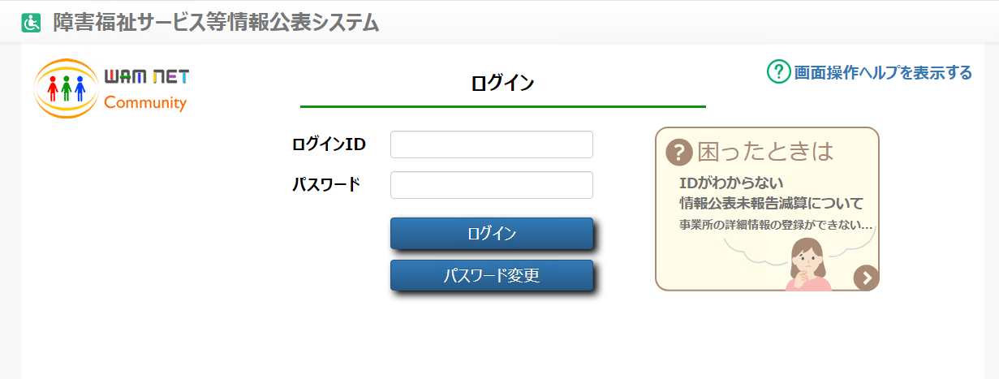 障害福祉サービス等情報公表システム
WAM NET
Community
ログイン
画面操作ヘルプを表示する
ログインID
パスワード
ログイン
パスワード変更
? 困ったときは
IDがわからない
情報公表未報告減算について
事業所の詳細情報の登録ができない...